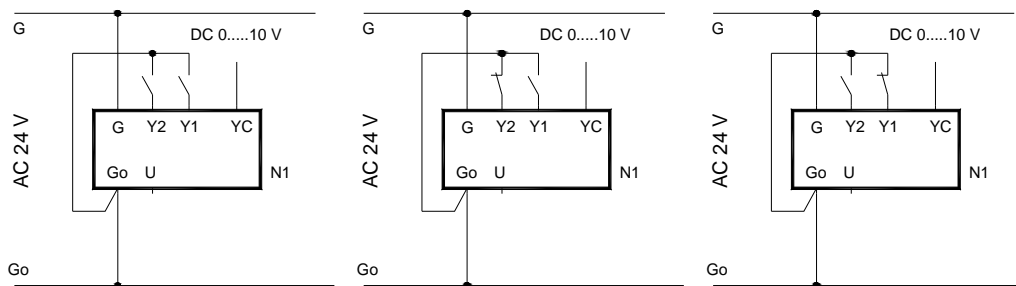 G
DC 0.....10 V
AC 24 V
G Y2 Y1 YC
Go U
N1
Go
G
DC 0.....10 V
AC 24 V
G Y2 Y1 YC
Go U
N1
Go
G
DC 0.....10 V
AC 24 V
G Y2 Y1 YC
Go U
N1
Go